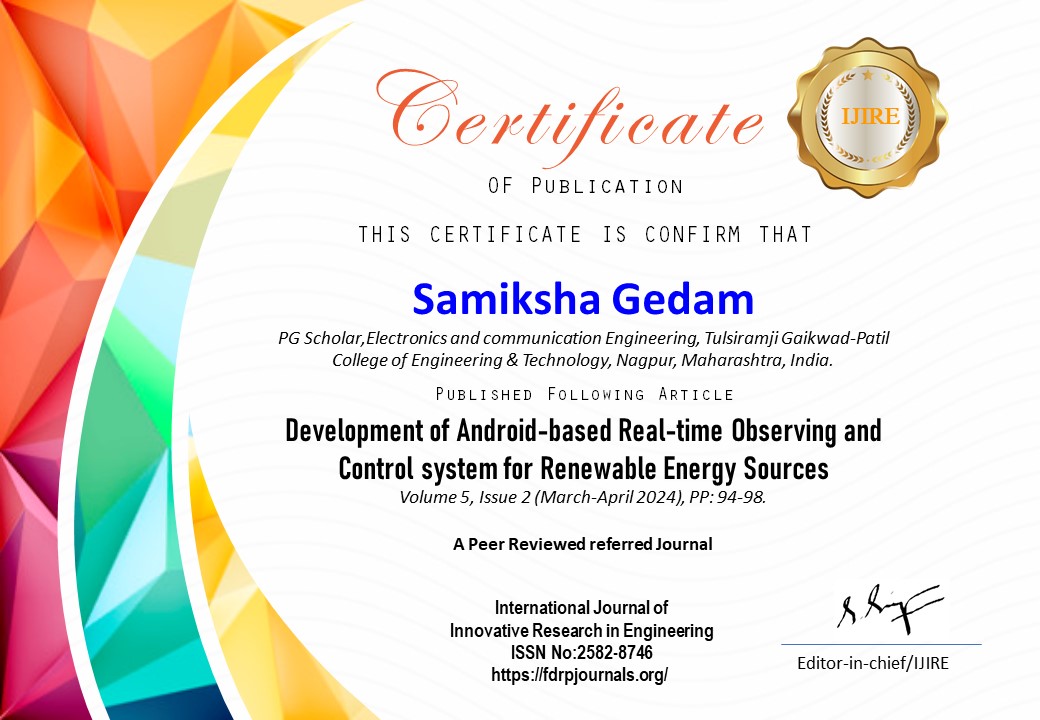 Certificate
IJIRE
OF PUBLICATION
THIS CERTIFICATE IS CONFIRM THAT
Samiksha Gedam
PG Scholar,Electronics and communication Engineering, Tulsiramji Gaikwad-Patil
College of Engineering & Technology, Nagpur, Maharashtra, India.
PUBLISHED FOLLOWING ARTICLE
Development of Android-based Real-time Observing and
Control system for Renewable Energy Sources
Volume 5, Issue 2 (March-April 2024), PP: 94-98.
A Peer Reviewed referred Journal
International Journal of
Innovative Research in Engineering
ISSN No:2582-8746
https://fdrpjournals.org/
Editor-in-chief/IJIRE